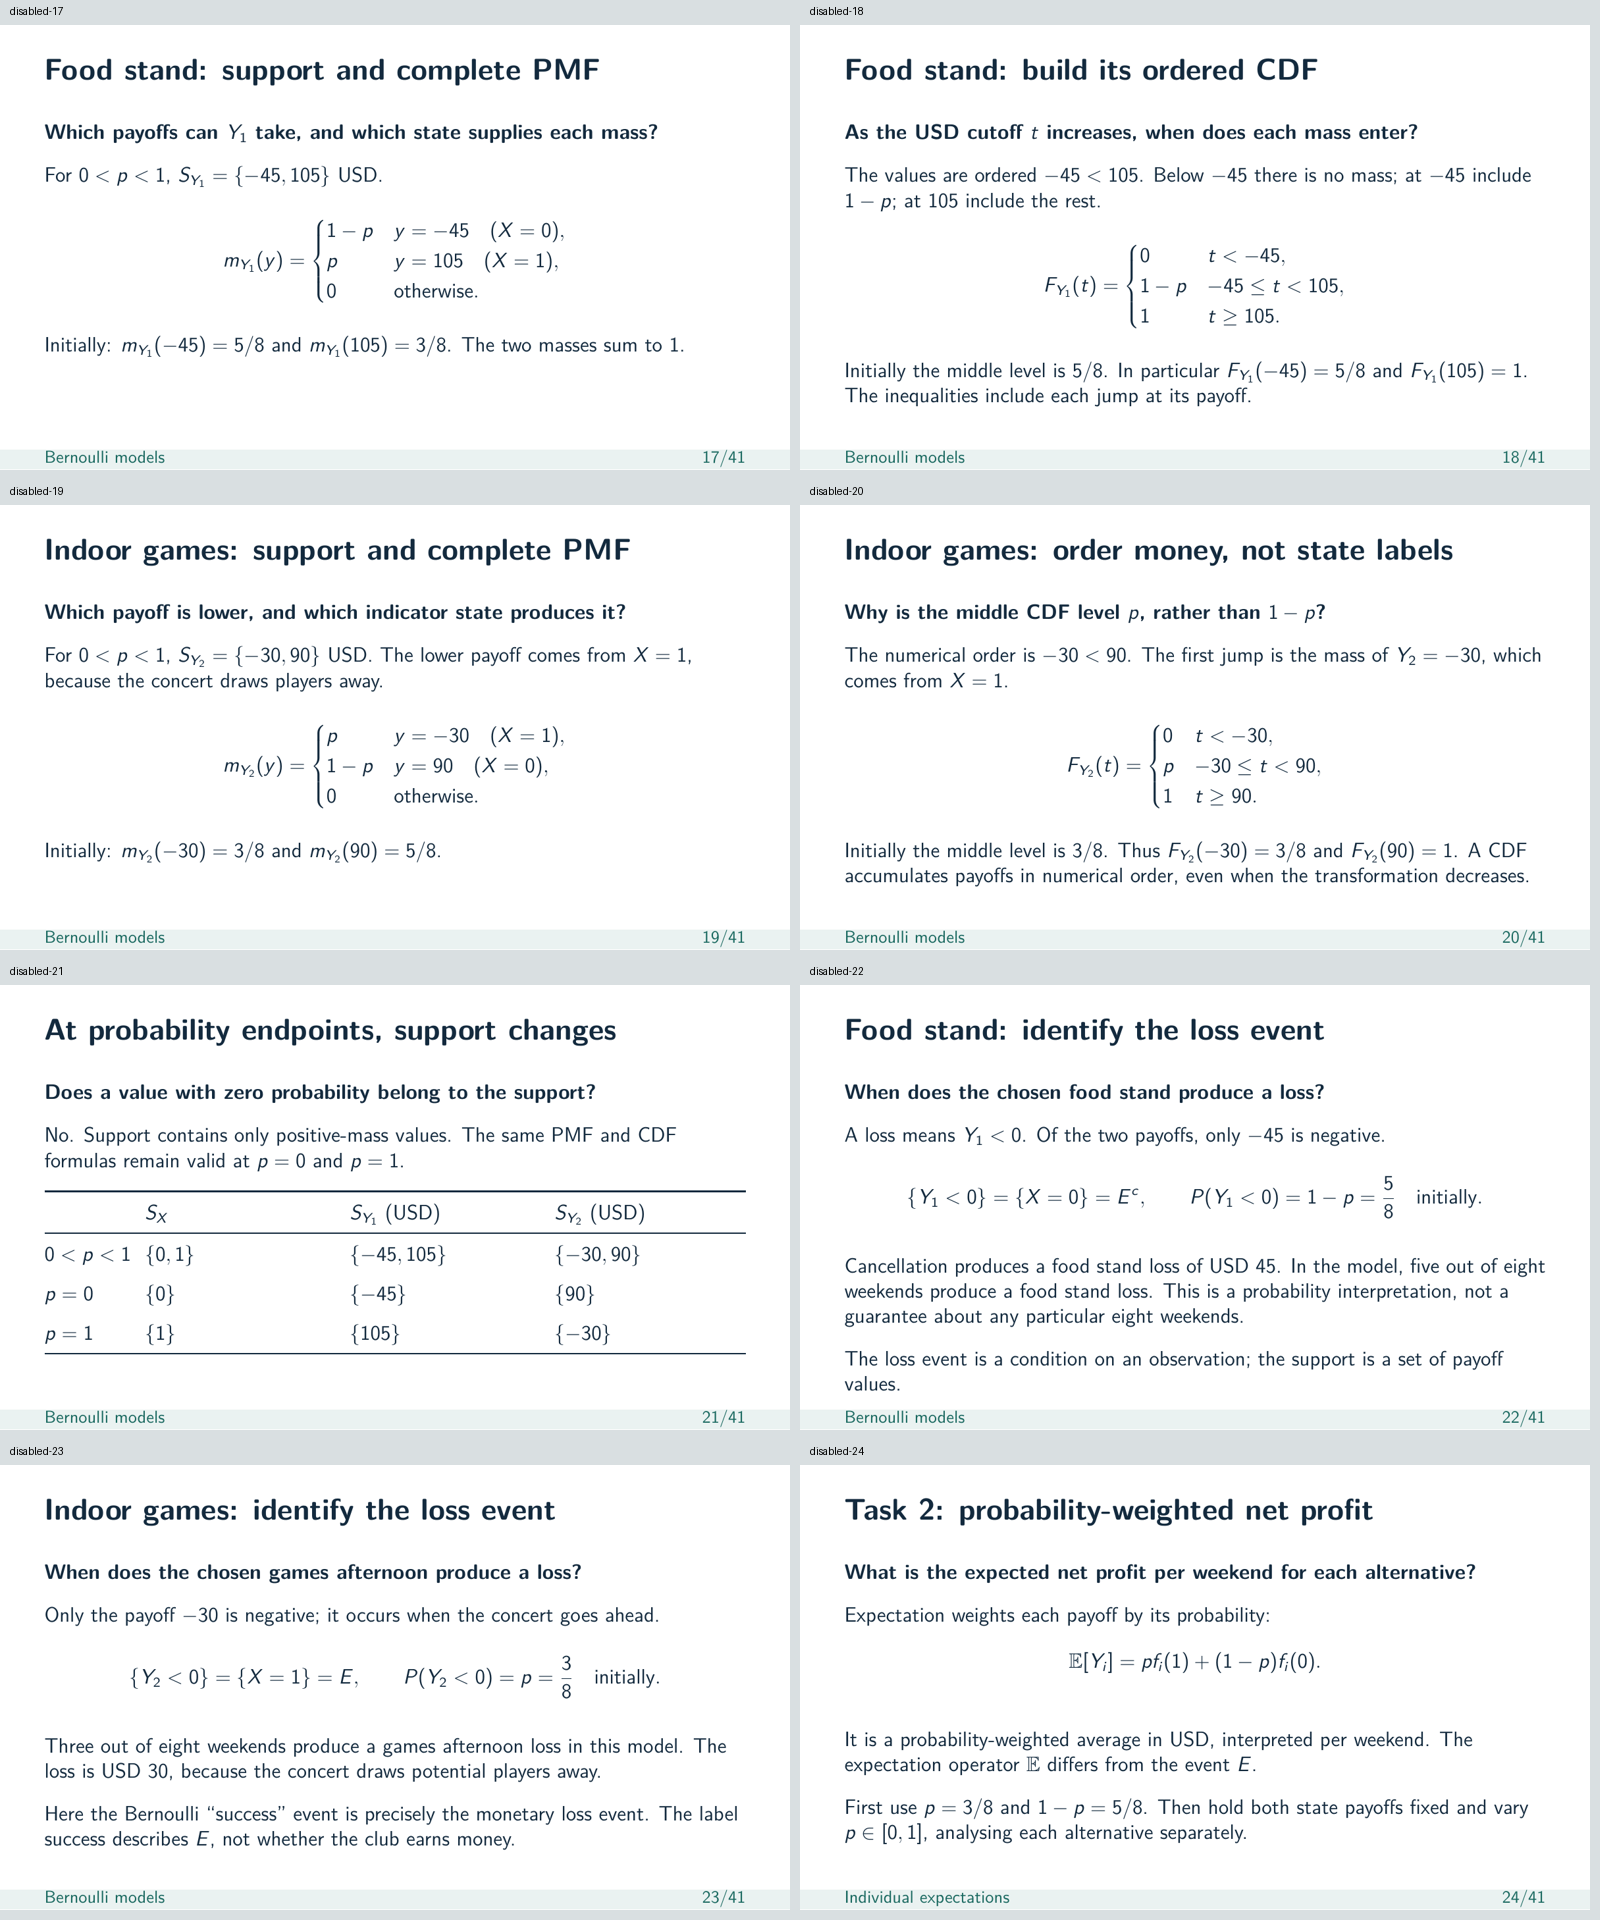 disabled-17
Food stand: support and complete PMF
Which payoffs can Y₁ take, and which state supplies each mass?
For 0 < p < 1, S_{Y₁} = {−45, 105} USD.
m_{Y₁}(y) = { 1 − p y = −45 (X = 0),
p y = 105 (X = 1),
0 otherwise.
Initially: m_{Y₁}(−45) = 5/8 and m_{Y₁}(105) = 3/8. The two masses sum to 1.
Bernoulli models 17/41
disabled-18
Food stand: build its ordered CDF
As the USD cutoff t increases, when does each mass enter?
The values are ordered −45 < 105. Below −45 there is no mass; at −45 include
1 − p; at 105 include the rest.
F_{Y₁}(t) = { 0 t < −45,
1 − p −45 ≤ t < 105,
1 t ≥ 105.
Initially the middle level is 5/8. In particular F_{Y₁}(−45) = 5/8 and F_{Y₁}(105) = 1.
The inequalities include each jump at its payoff.
Bernoulli models 18/41
disabled-19
Indoor games: support and complete PMF
Which payoff is lower, and which indicator state produces it?
For 0 < p < 1, S_{Y₂} = {−30, 90} USD. The lower payoff comes from X = 1,
because the concert draws players away.
m_{Y₂}(y) = { p y = −30 (X = 1),
1 − p y = 90 (X = 0),
0 otherwise.
Initially: m_{Y₂}(−30) = 3/8 and m_{Y₂}(90) = 5/8.
Bernoulli models 19/41
disabled-20
Indoor games: order money, not state labels
Why is the middle CDF level p, rather than 1 − p?
The numerical order is −30 < 90. The first jump is the mass of Y₂ = −30, which
comes from X = 1.
F_{Y₂}(t) = { 0 t < −30,
p −30 ≤ t < 90,
1 t ≥ 90.
Initially the middle level is 3/8. Thus F_{Y₂}(−30) = 3/8 and F_{Y₂}(90) = 1. A CDF
accumulates payoffs in numerical order, even when the transformation decreases.
Bernoulli models 20/41
disabled-21
At probability endpoints, support changes
Does a value with zero probability belong to the support?
No. Support contains only positive-mass values. The same PMF and CDF
formulas remain valid at p = 0 and p = 1.
S_X S_{Y₁} (USD) S_{Y₂} (USD)
0 < p < 1 {0, 1} {−45, 105} {−30, 90}
p = 0 {0} {−45} {90}
p = 1 {1} {105} {−30}
Bernoulli models 21/41
disabled-22
Food stand: identify the loss event
When does the chosen food stand produce a loss?
A loss means Y₁ < 0. Of the two payoffs, only −45 is negative.
{Y₁ < 0} = {X = 0} = Eᶜ, P(Y₁ < 0) = 1 − p = 5/8 initially.
Cancellation produces a food stand loss of USD 45. In the model, five out of eight
weekends produce a food stand loss. This is a probability interpretation, not a
guarantee about any particular eight weekends.
The loss event is a condition on an observation; the support is a set of payoff
values.
Bernoulli models 22/41
disabled-23
Indoor games: identify the loss event
When does the chosen games afternoon produce a loss?
Only the payoff −30 is negative; it occurs when the concert goes ahead.
{Y₂ < 0} = {X = 1} = E, P(Y₂ < 0) = p = 3/8 initially.
Three out of eight weekends produce a games afternoon loss in this model. The
loss is USD 30, because the concert draws potential players away.
Here the Bernoulli “success” event is precisely the monetary loss event. The label
success describes E, not whether the club earns money.
Bernoulli models 23/41
disabled-24
Task 2: probability-weighted net profit
What is the expected net profit per weekend for each alternative?
Expectation weights each payoff by its probability:
𝔼[Yᵢ] = pfᵢ(1) + (1 − p)fᵢ(0).
It is a probability-weighted average in USD, interpreted per weekend. The
expectation operator 𝔼 differs from the event E.
First use p = 3/8 and 1 − p = 5/8. Then hold both state payoffs fixed and vary
p ∈ [0, 1], analysing each alternative separately.
Individual expectations 24/41